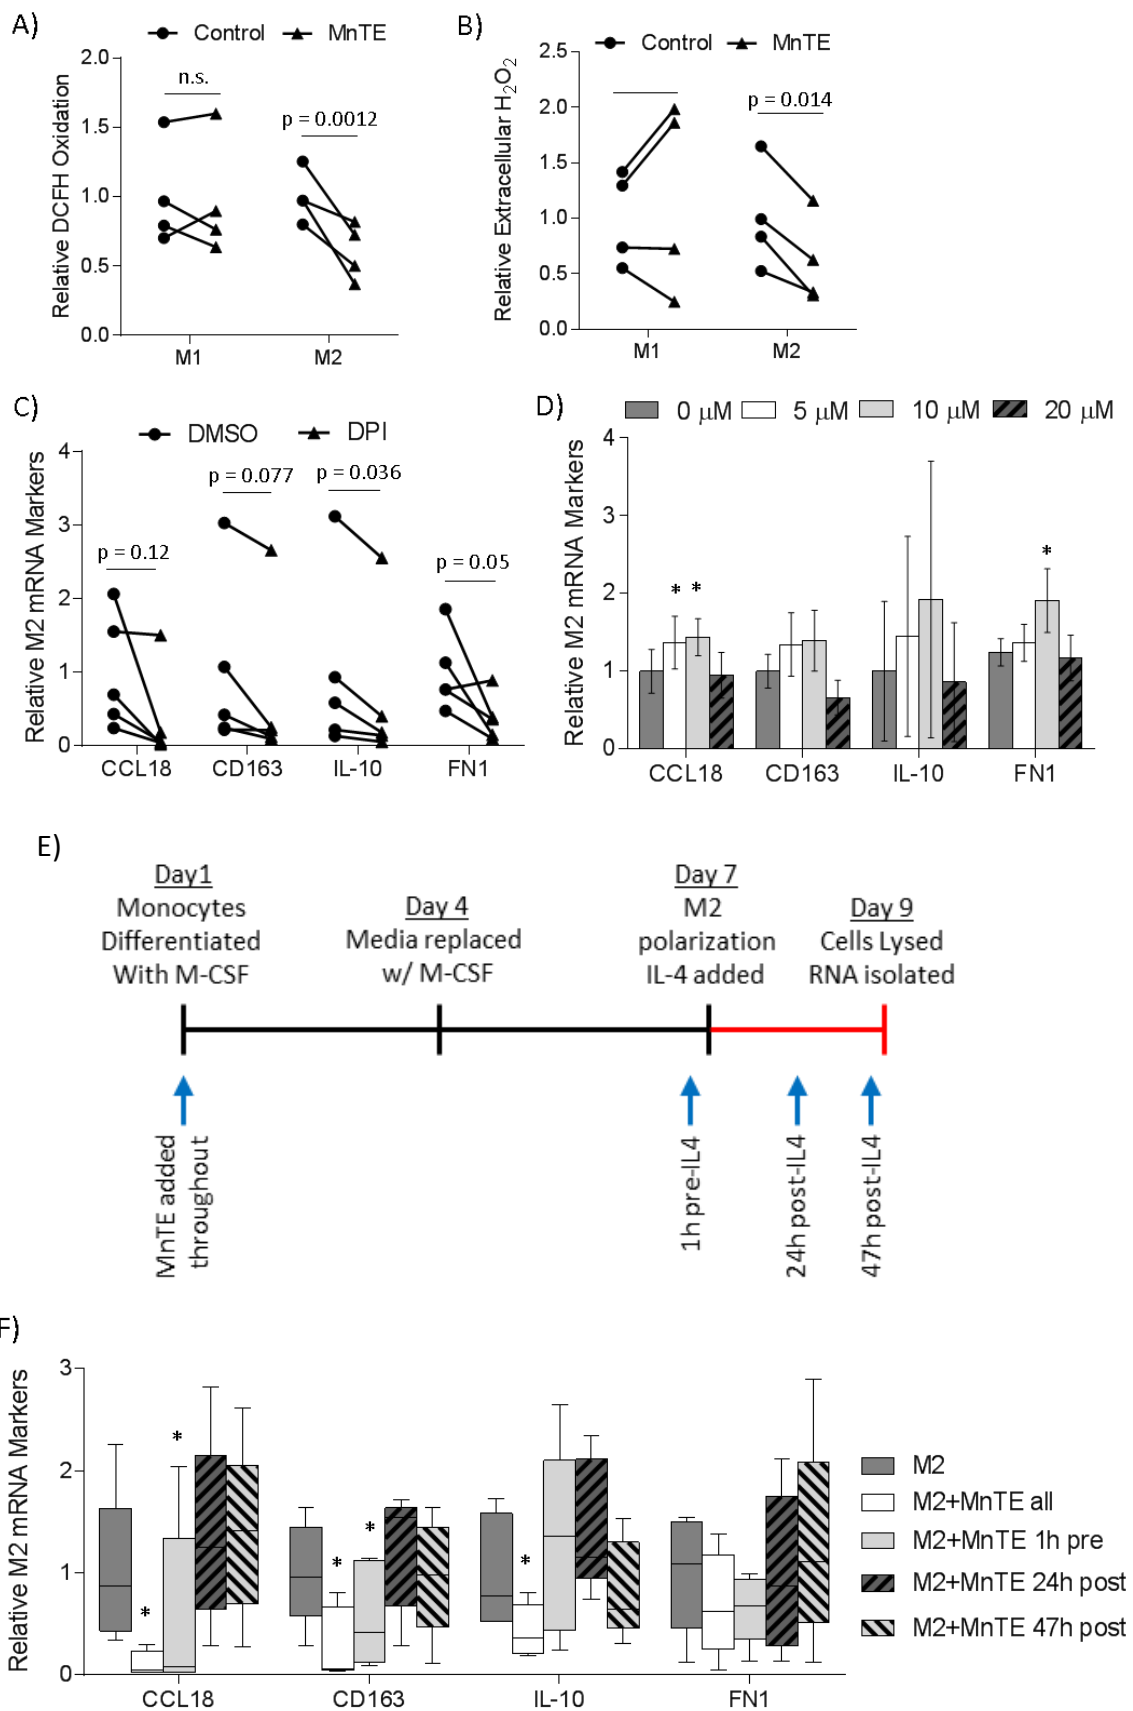 A)
Control MnTE
Relative DCFH Oxidation
2.0
1.5
1.0
0.5
0.0
n.s.
p = 0.0012
M1 M2
B)
Control MnTE
Relative Extracellular H2O2
2.5
2.0
1.5
1.0
0.5
0.0
p = 0.014
M1 M2
C)
DMSO DPI
Relative M2 mRNA Markers
4
3
2
1
0
p = 0.12
p = 0.077
p = 0.036
p = 0.05
CCL18 CD163 IL-10 FN1
D)
0 μM 5 μM 10 μM 20 μM
Relative M2 mRNA Markers
4
3
2
1
0
* *
*
CCL18 CD163 IL-10 FN1
E)
Day1
Monocytes
Differentiated
With M-CSF
Day 4
Media replaced
w/ M-CSF
Day 7
M2
polarization
IL-4 added
Day 9
Cells Lysed
RNA isolated
MnTE added
throughout
1h pre-IL4
24h post-IL4
47h post-IL4
F)
Relative M2 mRNA Markers
3
2
1
0
*
*
*
*
*
CCL18 CD163 IL-10 FN1
M2
M2+MnTE all
M2+MnTE 1h pre
M2+MnTE 24h post
M2+MnTE 47h post